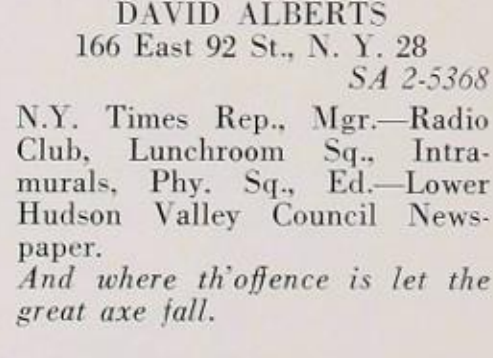 DAVID ALBERTS
166 East 92 St., N. Y. 28
SA 2-5368
N.Y. Times Rep., Mgr.—Radio
Club, Lunchroom Sq., Intra-
murals, Phy. Sq., Ed.—Lower
Hudson Valley Council News-
paper.
And where th'offence is let the
great axe fall.